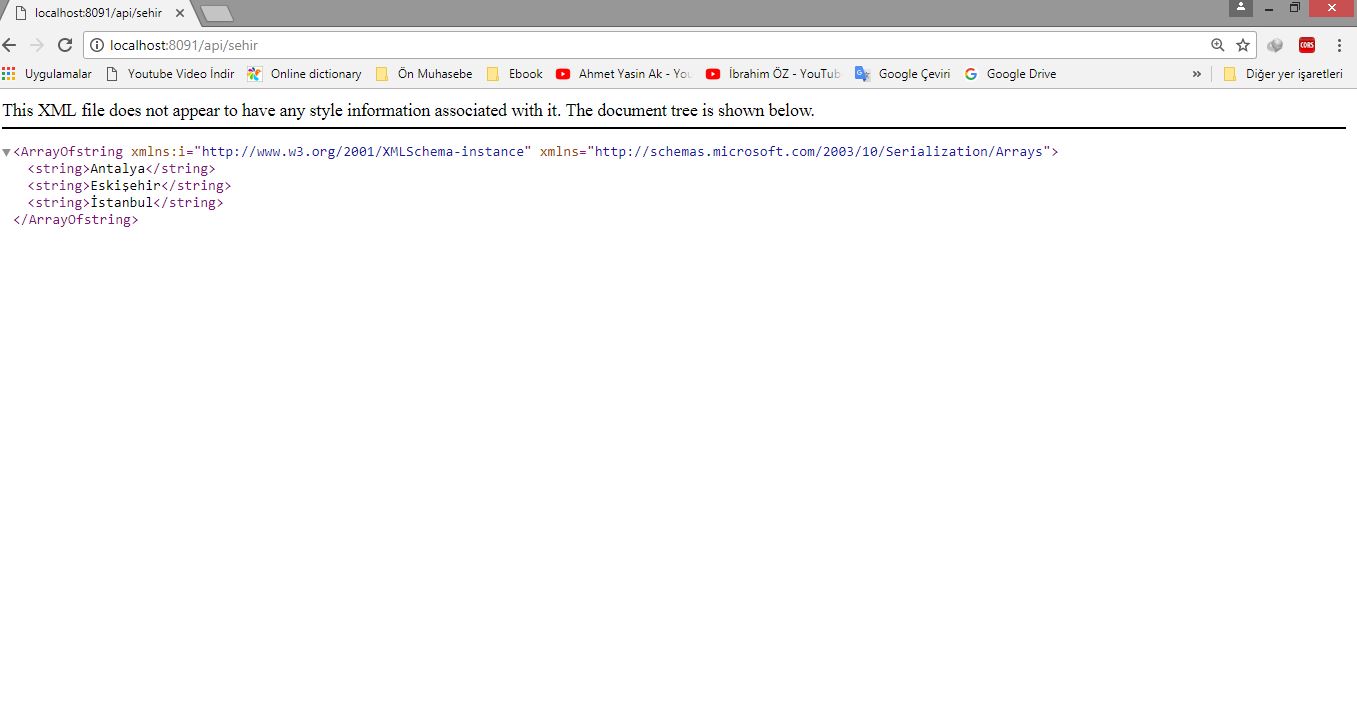 localhost:8091/api/sehir
localhost:8091/api/sehir CORS
Uygulamalar Youtube Video İndir Online dictionary Ön Muhasebe Ebook Ahmet Yasin Ak - You İbrahim ÖZ - YouTub Google Çeviri Google Drive » Diğer yer işaretleri
This XML file does not appear to have any style information associated with it. The document tree is shown below.
<ArrayOfstring xmlns:i="http://www.w3.org/2001/XMLSchema-instance" xmlns="http://schemas.microsoft.com/2003/10/Serialization/Arrays">
<string>Antalya</string>
<string>Eskişehir</string>
<string>İstanbul</string>
</ArrayOfstring>